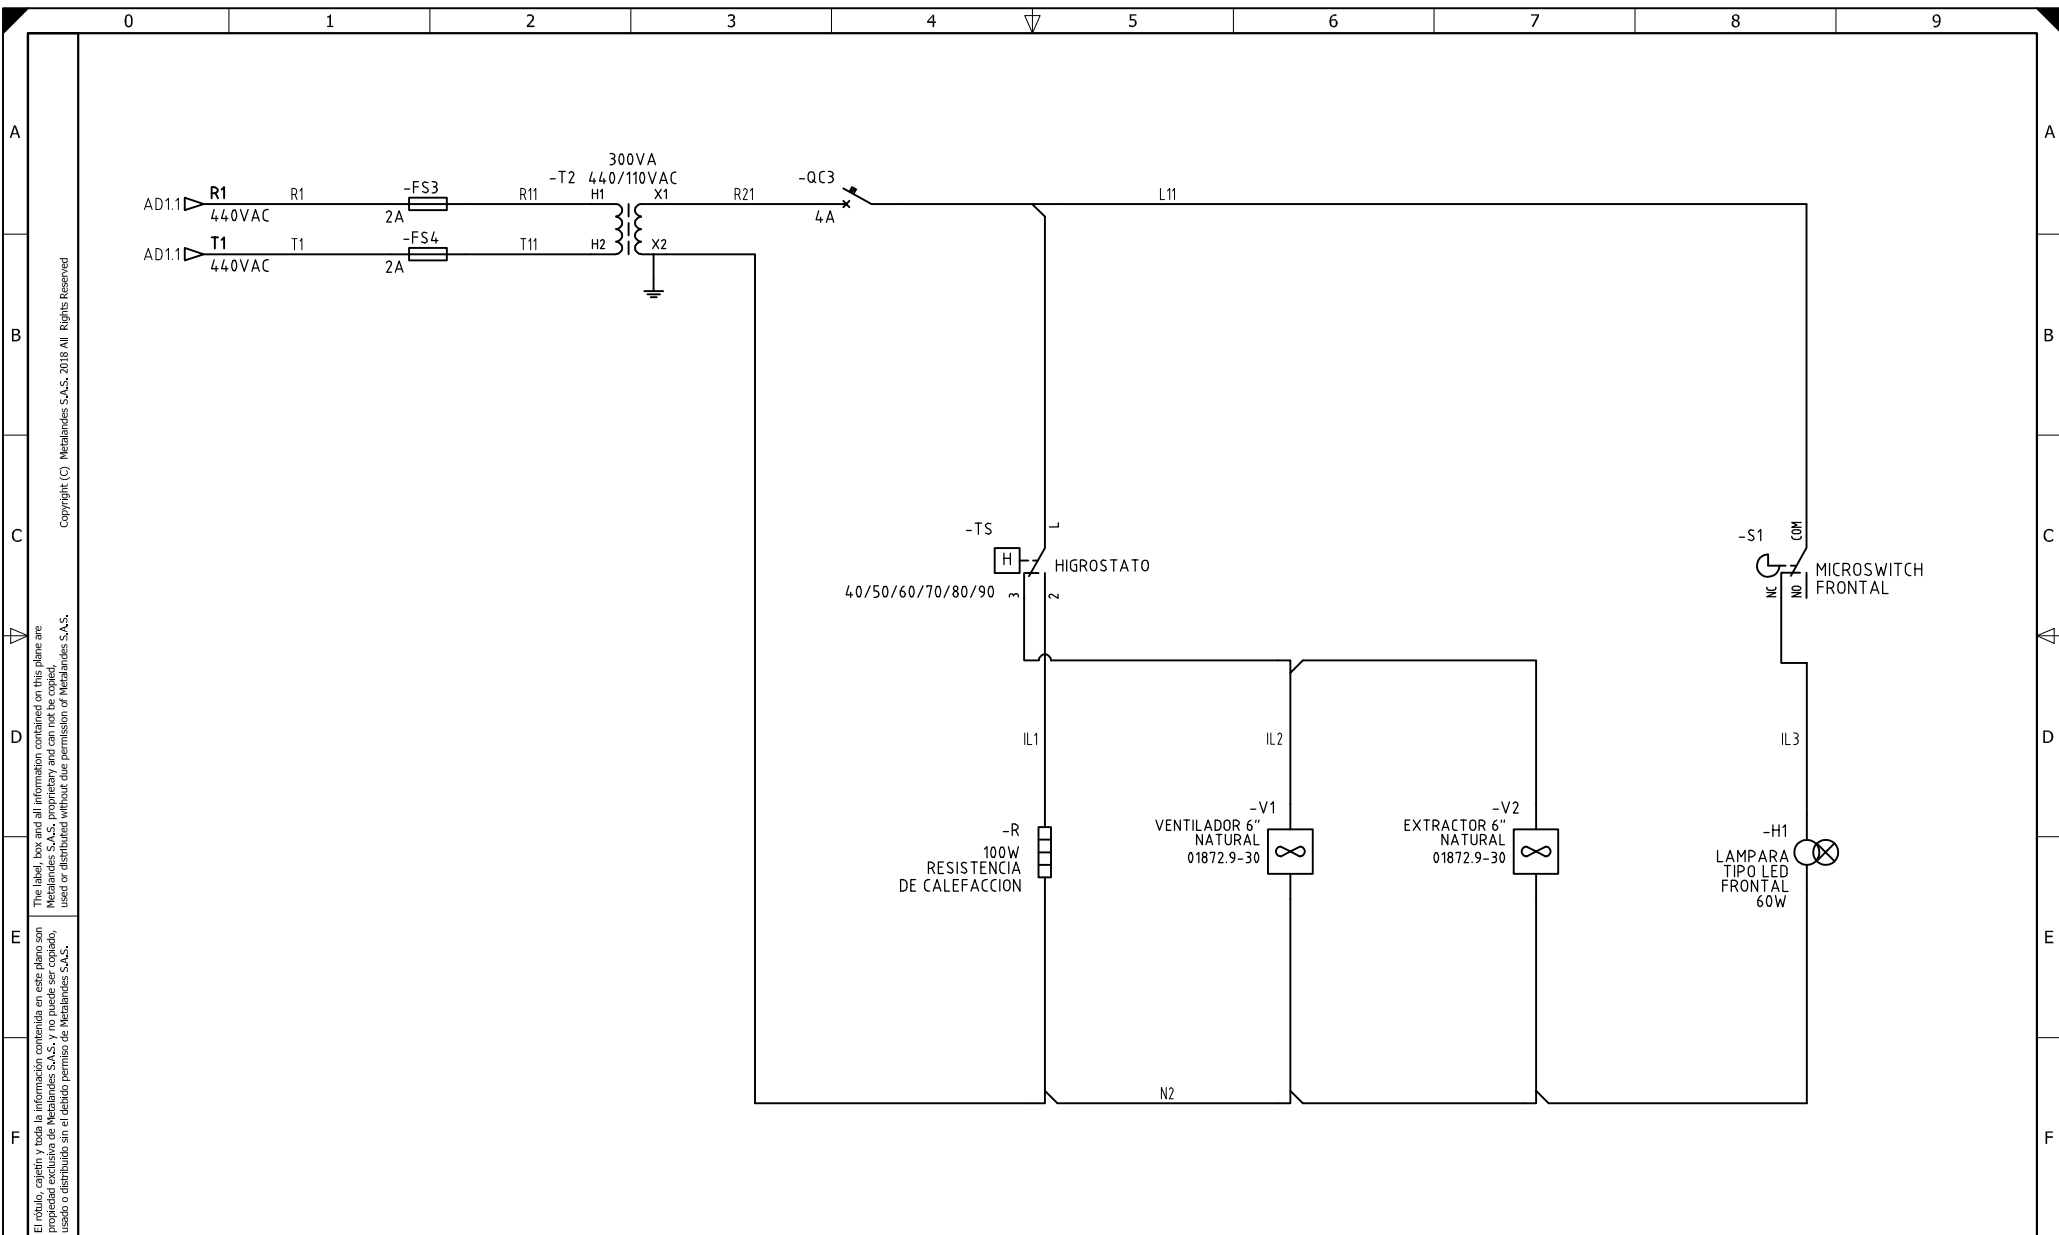 0 1 2 3 4 5 6 7 8 9
A
A
300VA
-T2 440/110VAC
-QC3
AD1.1 R1 R1 -FS3 R11 H1 X1 R21 L11
440VAC 2A 4A
AD1.1 T1 T1 -FS4 T11 H2 X2
440VAC 2A
B
B
Copyright (C) Metalandes S.A.S. 2018 All Rights Reserved
C
C
-TS L
H HIGROSTATO
40/50/60/70/80/90 3 2
-S1 COM
MICROSWITCH
FRONTAL
NC NO
The label, box and all information contained on this plane are
Metalandes S.A.S. proprietary and can not be copied,
used or distributed without due permission of Metalandes S.A.S.
D
D
IL1 IL2 IL3
-R
100W
RESISTENCIA
DE CALEFACCION
-V1
VENTILADOR 6"
NATURAL
01872.9-30
-V2
EXTRACTOR 6"
NATURAL
01872.9-30
-H1
LAMPARA
TIPO LED
FRONTAL
60W
E
E
El rótulo, cajetín y toda la información contenida en este plano son
propiedad exclusiva de Metalandes S.A.S. y no puede ser copiado,
usado o distribuido sin el debido permiso de Metalandes S.A.S.
N2
F
F